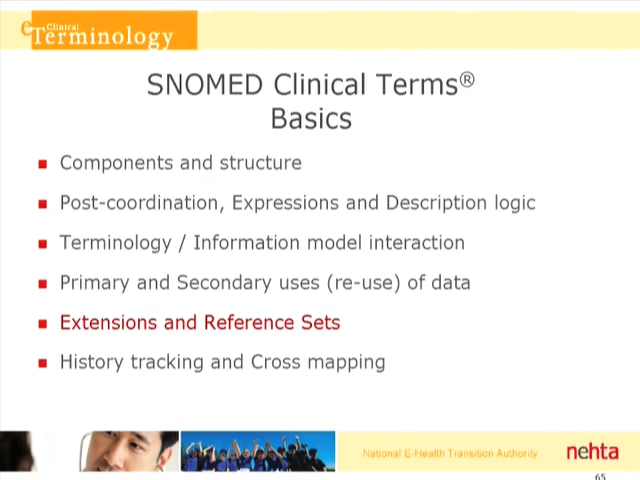 e Clinical
Terminology
SNOMED Clinical Terms®
Basics
Components and structure
Post-coordination, Expressions and Description logic
Terminology / Information model interaction
Primary and Secondary uses (re-use) of data
Extensions and Reference Sets
History tracking and Cross mapping
National E-Health Transition Authority
nehta
65